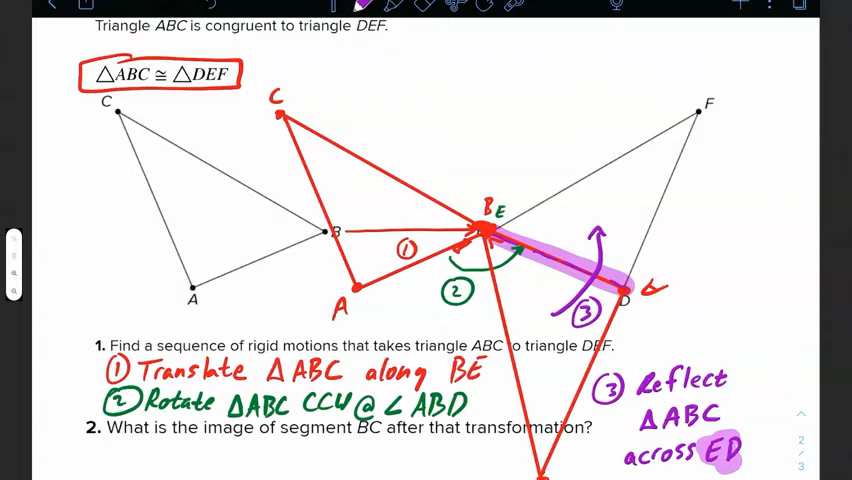 Triangle ABC is congruent to triangle DEF.
△ABC ≅ △DEF
C
C
F
B
B E
①
A
A
②
③
D
1. Find a sequence of rigid motions that takes triangle ABC to triangle DEF.
① Translate △ABC along BE
② Rotate △ABC CCW @ ∠ABD
③ Reflect
△ABC
across ED
2. What is the image of segment BC after that transformation?
2
3